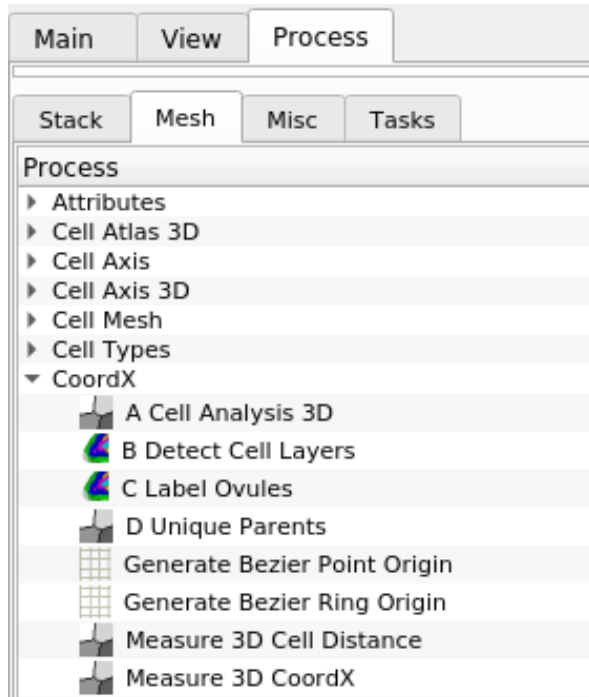 Main View Process
Stack Mesh Misc Tasks
Process
Attributes
Cell Atlas 3D
Cell Axis
Cell Axis 3D
Cell Mesh
Cell Types
CoordX
A Cell Analysis 3D
B Detect Cell Layers
C Label Ovules
D Unique Parents
Generate Bezier Point Origin
Generate Bezier Ring Origin
Measure 3D Cell Distance
Measure 3D CoordX